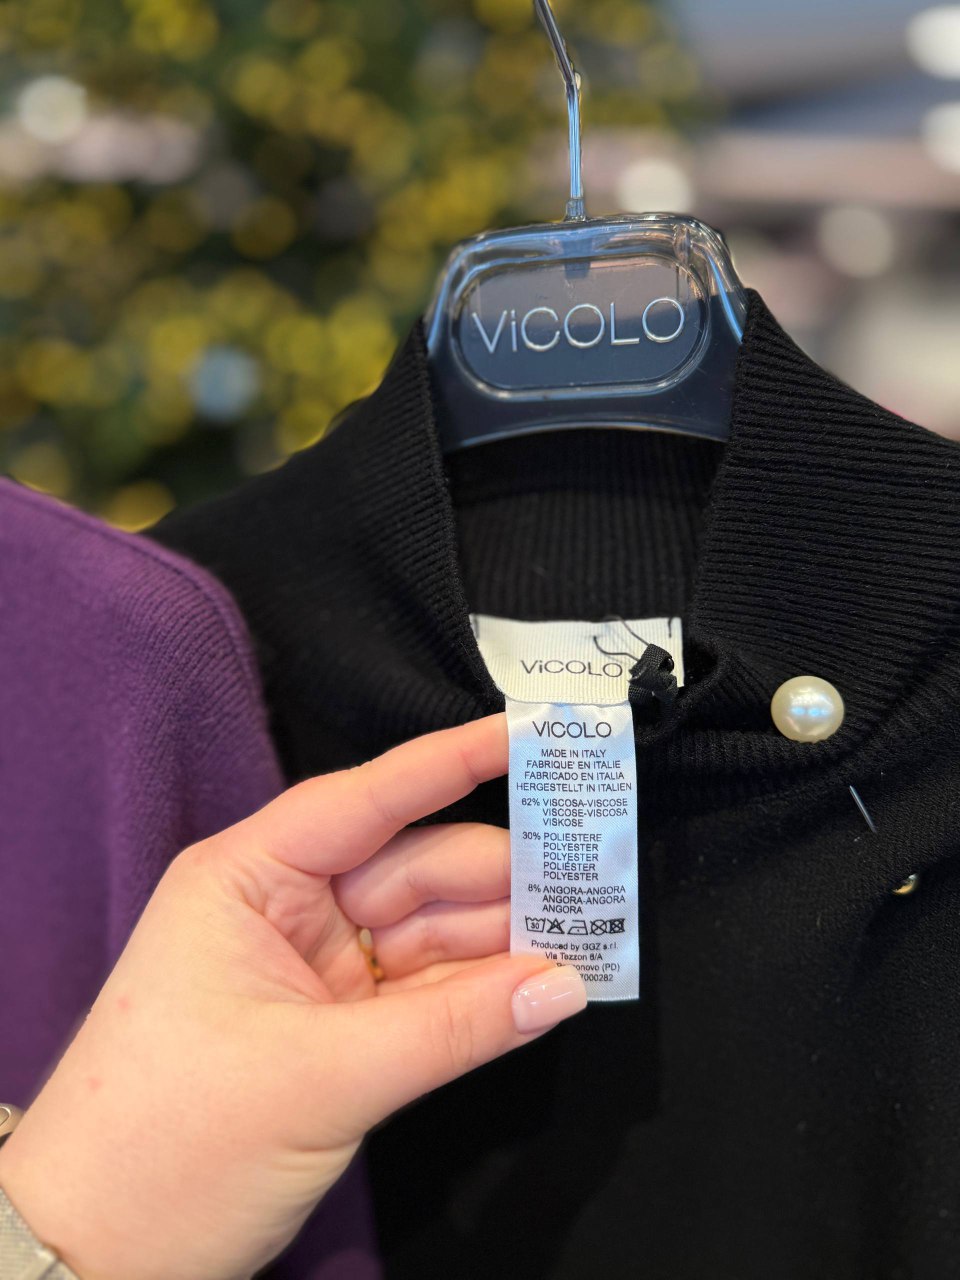 ViCOLO
ViCOLO
VICOLO
MADE IN ITALY
FABRIQUE' EN ITALIE
FABRICADO EN ITALIA
HERGESTELLT IN ITALIEN
62% VISCOSA-VISCOSE
VISCOSE-VISCOSA
VISKOSE
30% POLIESTERE
POLYESTER
POLYESTER
POLIÉSTER
POLYESTER
8% ANGORA-ANGORA
ANGORA-ANGORA
ANGORA
30
Produced by GGZ s.r.l.
Via Tezzon 8/A
(PD)